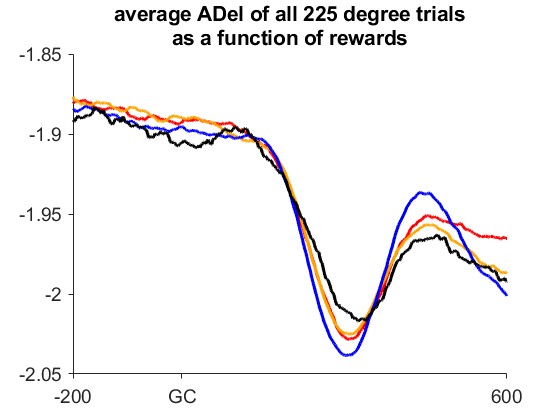 average ADel of all 225 degree trials
as a function of rewards
-1.85
-1.9
-1.95
-2
-2.05
-200 GC 600